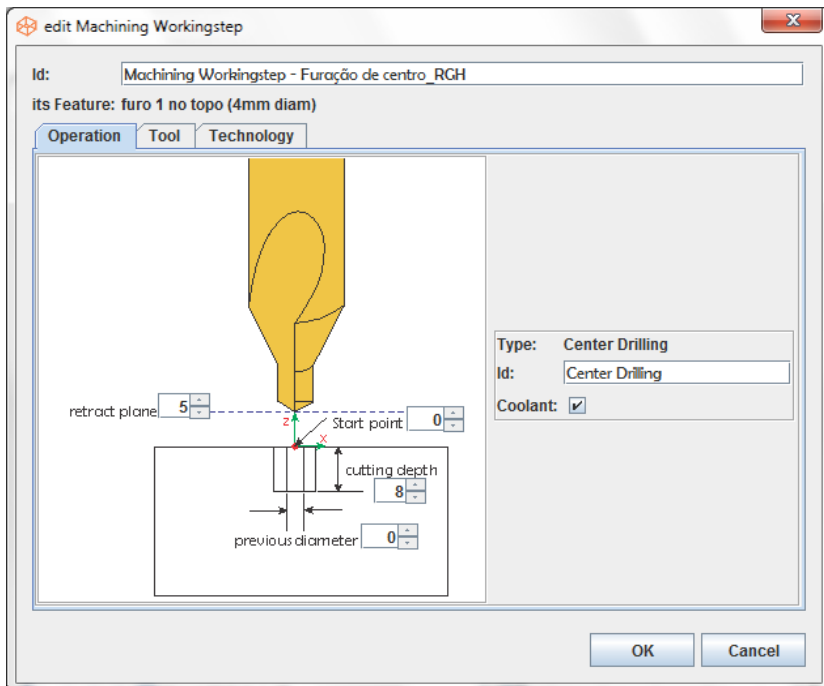 edit Machining Workingstep
Id: Machining Workingstep - Furação de centro_RGH
its Feature: furo 1 no topo (4mm diam)
Operation Tool Technology
retract plane 5
Start point 0
z
x
cutting depth
8
previous diameter 0
Type: Center Drilling
Id: Center Drilling
Coolant:
OK Cancel